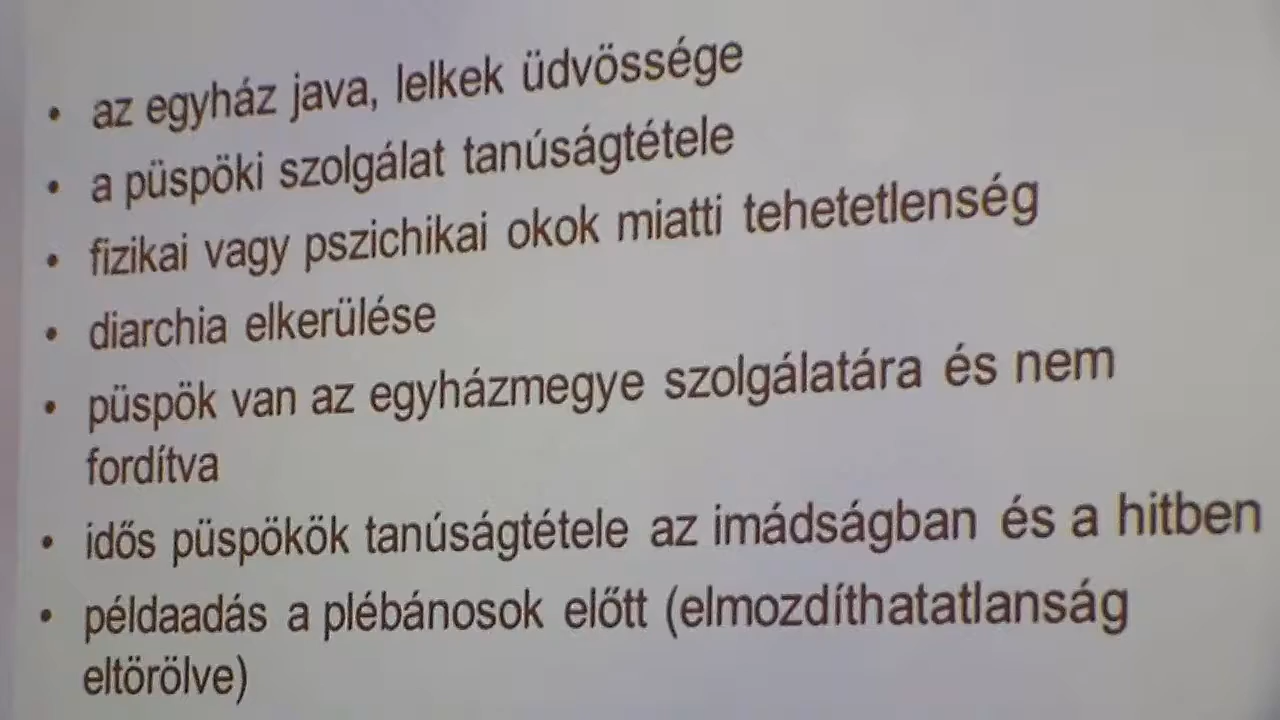 • az egyház java, lelkek üdvössége
• a püspöki szolgálat tanúságtétele
• fizikai vagy pszichikai okok miatti tehetetlenség
• diarchia elkerülése
• püspök van az egyházmegye szolgálatára és nem
fordítva
• idős püspökök tanúságtétele az imádságban és a hitben
• példaadás a plébánosok előtt (elmozdíthatatlanság
eltörölve)